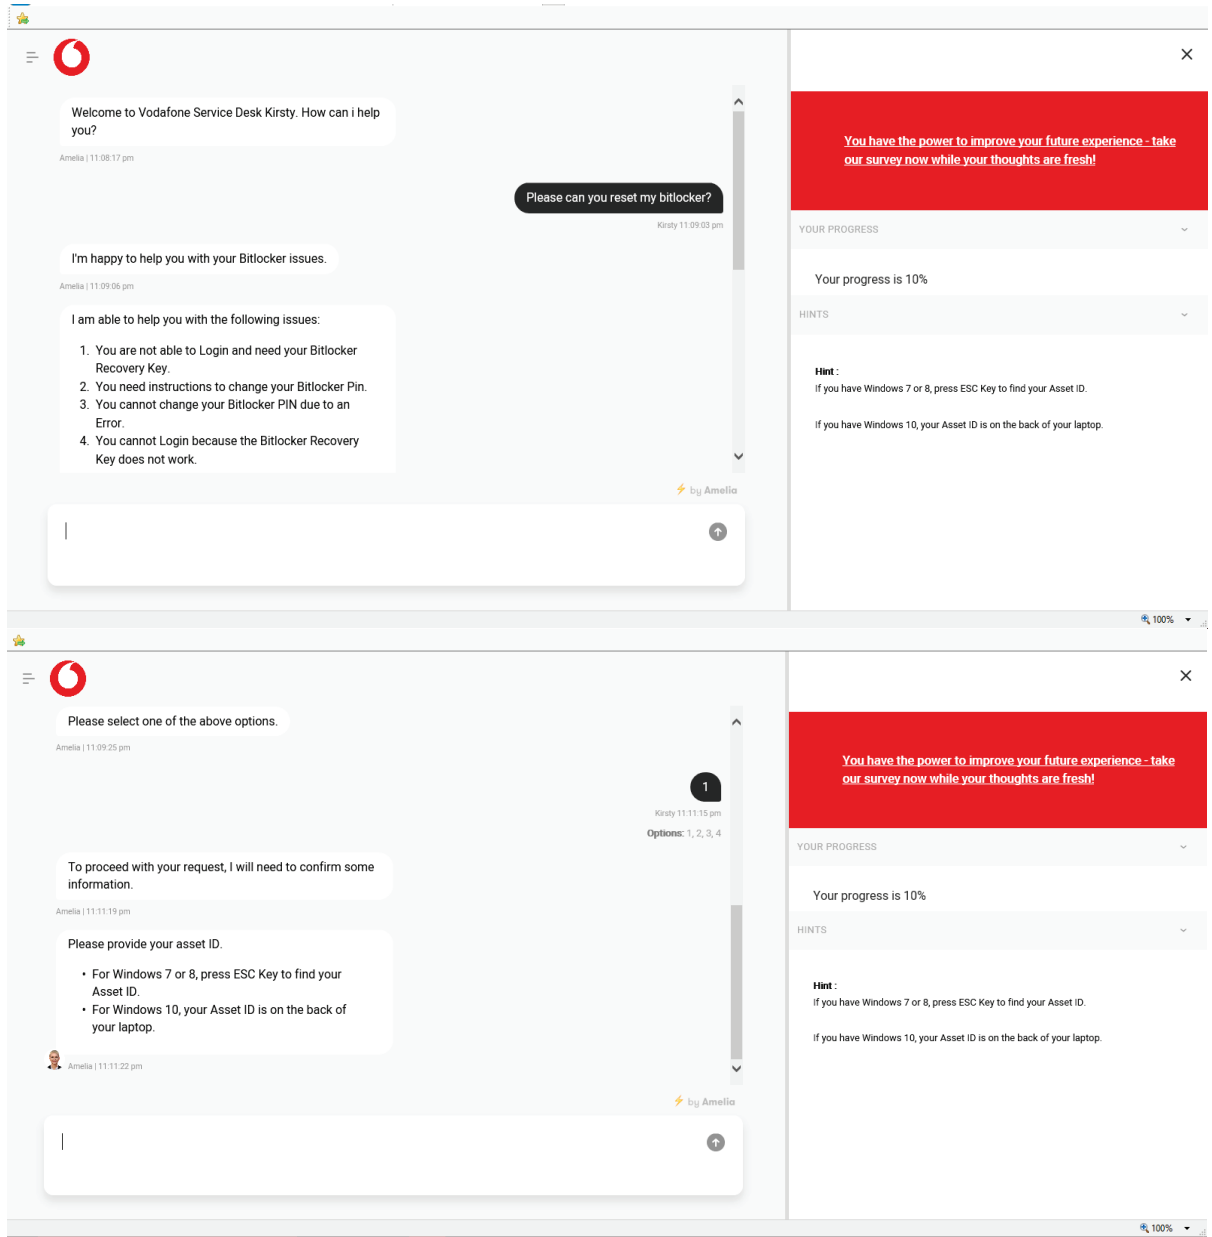 Welcome to Vodafone Service Desk Kirsty. How can i help
you?
Amelia | 11:08:17 pm
Please can you reset my bitlocker?
Kirsty 11:09:03 pm
I'm happy to help you with your Bitlocker issues.
Amelia | 11:09:06 pm
I am able to help you with the following issues:
1. You are not able to Login and need your Bitlocker
Recovery Key.
2. You need instructions to change your Bitlocker Pin.
3. You cannot change your Bitlocker PIN due to an
Error.
4. You cannot Login because the Bitlocker Recovery
Key does not work.
⚡ by Amelia
You have the power to improve your future experience - take
our survey now while your thoughts are fresh!
YOUR PROGRESS
Your progress is 10%
HINTS
Hint :
If you have Windows 7 or 8, press ESC Key to find your Asset ID.
If you have Windows 10, your Asset ID is on the back of your laptop.
100%
Please select one of the above options.
Amelia | 11:09:25 pm
1
Kirsty 11:11:15 pm
Options: 1, 2, 3, 4
To proceed with your request, I will need to confirm some
information.
Amelia | 11:11:19 pm
Please provide your asset ID.
• For Windows 7 or 8, press ESC Key to find your
Asset ID.
• For Windows 10, your Asset ID is on the back of
your laptop.
Amelia | 11:11:22 pm
⚡ by Amelia
You have the power to improve your future experience - take
our survey now while your thoughts are fresh!
YOUR PROGRESS
Your progress is 10%
HINTS
Hint :
If you have Windows 7 or 8, press ESC Key to find your Asset ID.
If you have Windows 10, your Asset ID is on the back of your laptop.
100%